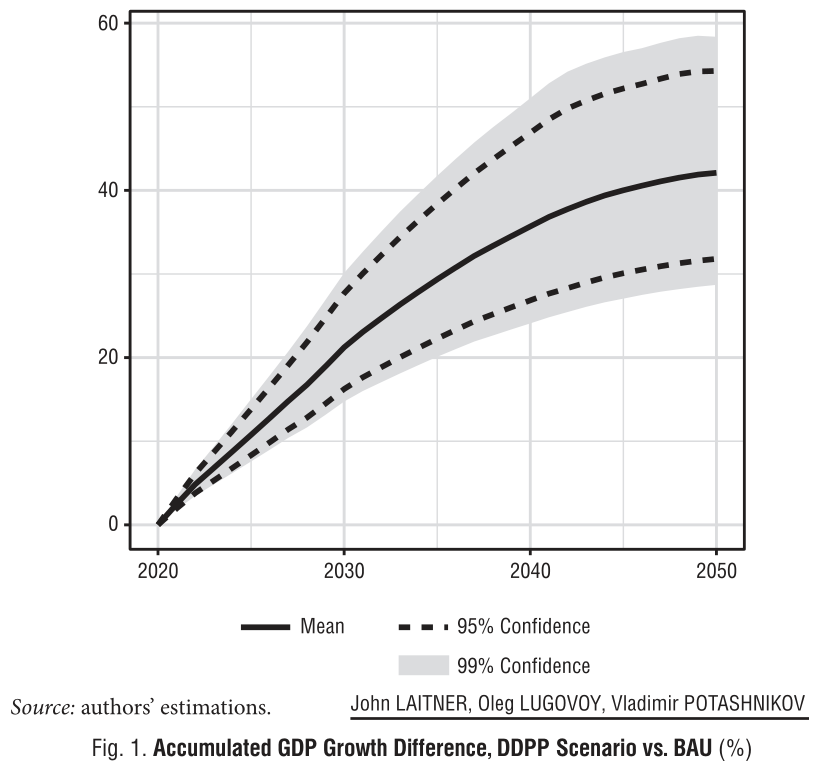 60
40
20
0
2020 2030 2040 2050
Mean 95% Confidence
99% Confidence
Source: authors’ estimations. John LAITNER, Oleg LUGOVOY, Vladimir POTASHNIKOV
Fig. 1. Accumulated GDP Growth Difference, DDPP Scenario vs. BAU (%)